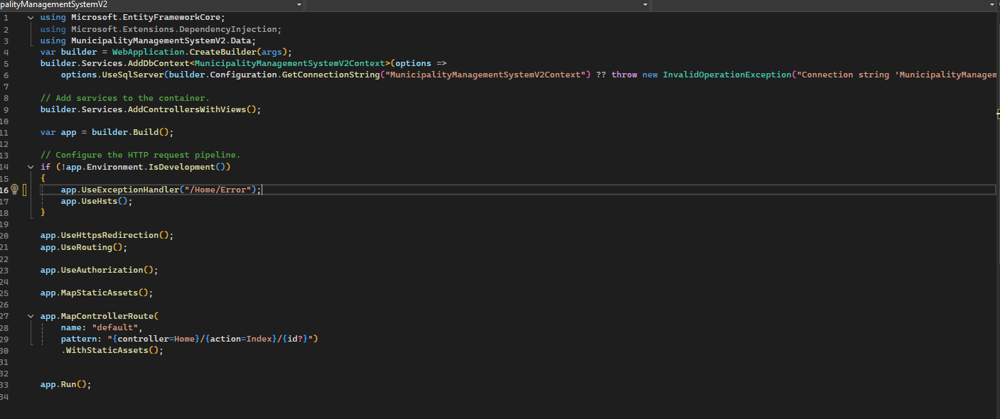 palityManagementSystemV2
1 using Microsoft.EntityFrameworkCore;
2 using Microsoft.Extensions.DependencyInjection;
3 using MunicipalityManagementSystemV2.Data;
4 var builder = WebApplication.CreateBuilder(args);
5 builder.Services.AddDbContext<MunicipalityManagementSystemV2Context>(options =>
6 options.UseSqlServer(builder.Configuration.GetConnectionString("MunicipalityManagementSystemV2Context") ?? throw new InvalidOperationException("Connection string 'MunicipalityManagem
7
8 // Add services to the container.
9 builder.Services.AddControllersWithViews();
10
11 var app = builder.Build();
12
13 // Configure the HTTP request pipeline.
14 if (!app.Environment.IsDevelopment())
15 {
16 app.UseExceptionHandler("/Home/Error");
17 app.UseHsts();
18 }
19
20 app.UseHttpsRedirection();
21 app.UseRouting();
22
23 app.UseAuthorization();
24
25 app.MapStaticAssets();
26
27 app.MapControllerRoute(
28 name: "default",
29 pattern: "{controller=Home}/{action=Index}/{id?}")
30 .WithStaticAssets();
31
32
33 app.Run();
34